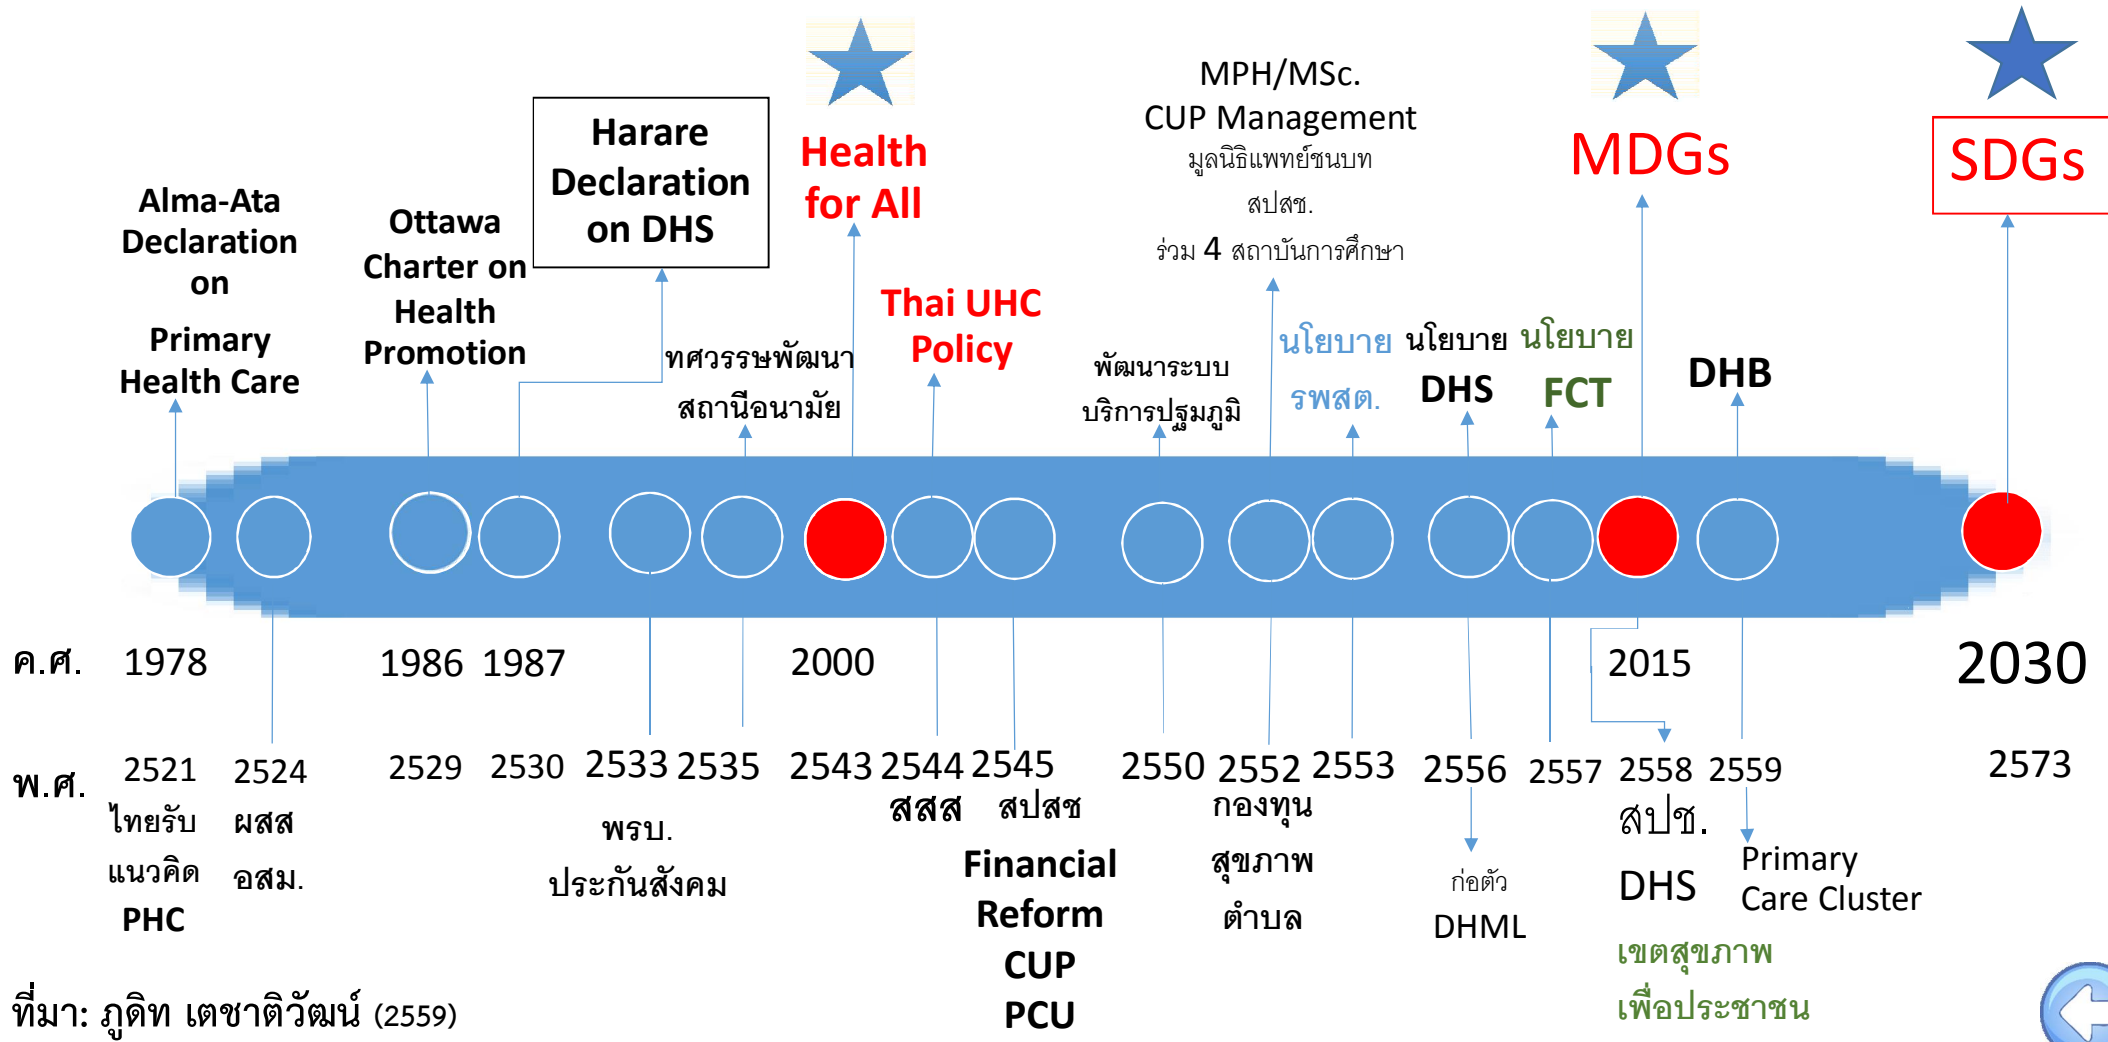 Alma-Ata
Declaration
on
Primary
Health Care
Ottawa
Charter on
Health
Promotion
Harare
Declaration
on DHS
ทศวรรษพัฒนา
สถานีอนามัย
Health
for All
Thai UHC
Policy
พัฒนาระบบ
บริการปฐมภูมิ
MPH/MSc.
CUP Management
มูลนิธิแพทย์ชนบท
สปสช.
ร่วม 4 สถาบันการศึกษา
นโยบาย
รพสต.
นโยบาย
DHS
นโยบาย
FCT
MDGs
DHB
SDGs
ค.ศ. 1978 1986 1987 2000 2015 2030
พ.ศ. 2521 2524 2529 2530 2533 2535 2543 2544 2545 2550 2552 2553 2556 2557 2558 2559 2573
ไทยรับ
แนวคิด
PHC
ผสส
อสม.
พรบ.
ประกันสังคม
สสส
สปสช
Financial
Reform
CUP
PCU
กองทุน
สุขภาพ
ตำบล
ก่อตัว
DHML
สปช.
DHS
เขตสุขภาพ
เพื่อประชาชน
Primary
Care Cluster
ที่มา: ภูดิท เตชาติวัฒน์ (2559)